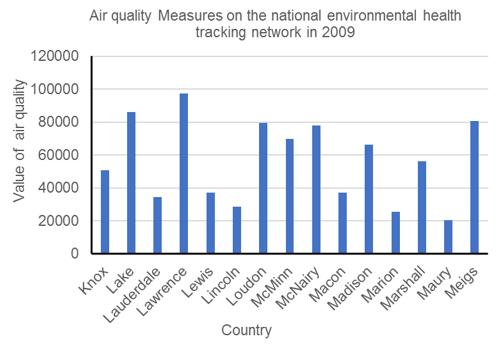 Air quality Measures on the national environmental health
tracking network in 2009
Value of air quality
120000
100000
80000
60000
40000
20000
0
Knox
Lake
Lauderdale
Lawrence
Lewis
Lincoln
Loudon
McMinn
McNairy
Macon
Madison
Marion
Marshall
Maury
Meigs
Country